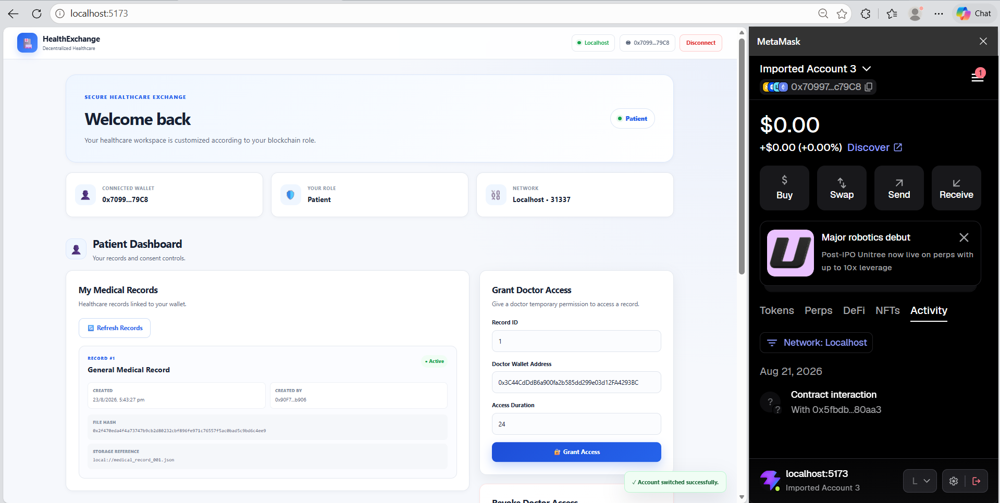 localhost:5173
Chat
HealthExchange
Decentralized Healthcare
Localhost
0x7099...79C8
Disconnect
SECURE HEALTHCARE EXCHANGE
Welcome back
Your healthcare workspace is customized according to your blockchain role.
Patient
CONNECTED WALLET
0x7099...79C8
YOUR ROLE
Patient
NETWORK
Localhost • 31337
Patient Dashboard
Your records and consent controls.
My Medical Records
Healthcare records linked to your wallet.
Refresh Records
RECORD #1
General Medical Record
• Active
CREATED
23/8/2026, 5:43:27 pm
CREATED BY
0x90F7...b906
FILE HASH
0x2f470eda4f4a73747b9cb2d80232cbf896fe971c76557f5ac0bad5c9bd6c4ee9
STORAGE REFERENCE
local://medical_record_001.json
Grant Doctor Access
Give a doctor temporary permission to access a record.
Record ID
1
Doctor Wallet Address
0x3C44CdDdB6a900fa2b585dd299e03d12FA4293BC
Access Duration
24
Grant Access
✓ Account switched successfully.
Revoke Doctor Access
MetaMask
Imported Account 3
1
0x70997...c79C8
$0.00
+$0.00 (+0.00%) Discover
$
Buy
Swap
Send
Receive
Major robotics debut
Post-IPO Unitree now live on perps with
up to 10x leverage
Tokens
Perps
DeFi
NFTs
Activity
Network: Localhost
Aug 21, 2026
?
?
Contract interaction
With 0x5fbdb...80aa3
localhost:5173
Imported Account 3
L